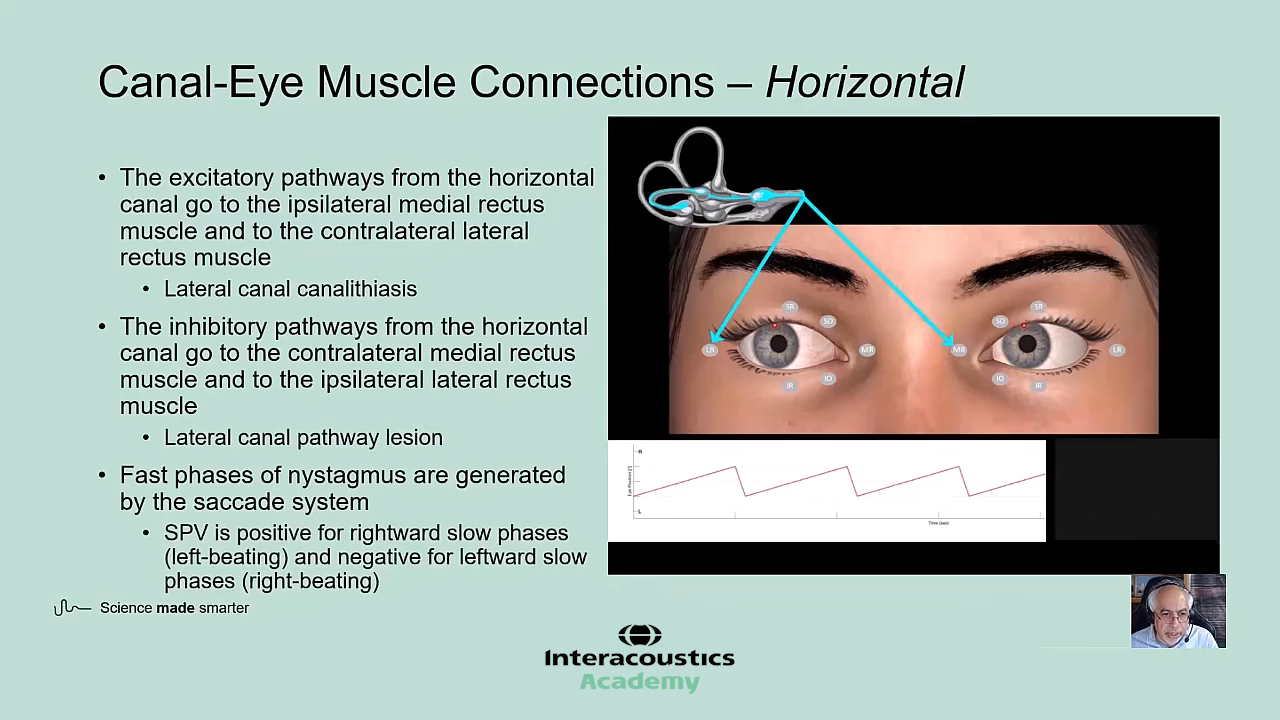 Canal-Eye Muscle Connections – Horizontal
• The excitatory pathways from the horizontal
canal go to the ipsilateral medial rectus
muscle and to the contralateral lateral
rectus muscle
• Lateral canal canalithiasis
• The inhibitory pathways from the horizontal
canal go to the contralateral medial rectus
muscle and to the ipsilateral lateral rectus
muscle
• Lateral canal pathway lesion
• Fast phases of nystagmus are generated
by the saccade system
• SPV is positive for rightward slow phases
(left-beating) and negative for leftward slow
phases (right-beating)
SR
SO
LR
MR
IR
IO
SR
SO
MR
LR
IO
IR
R
Eye Position [°]
L
Time (sec)
Science made smarter
Interacoustics
Academy